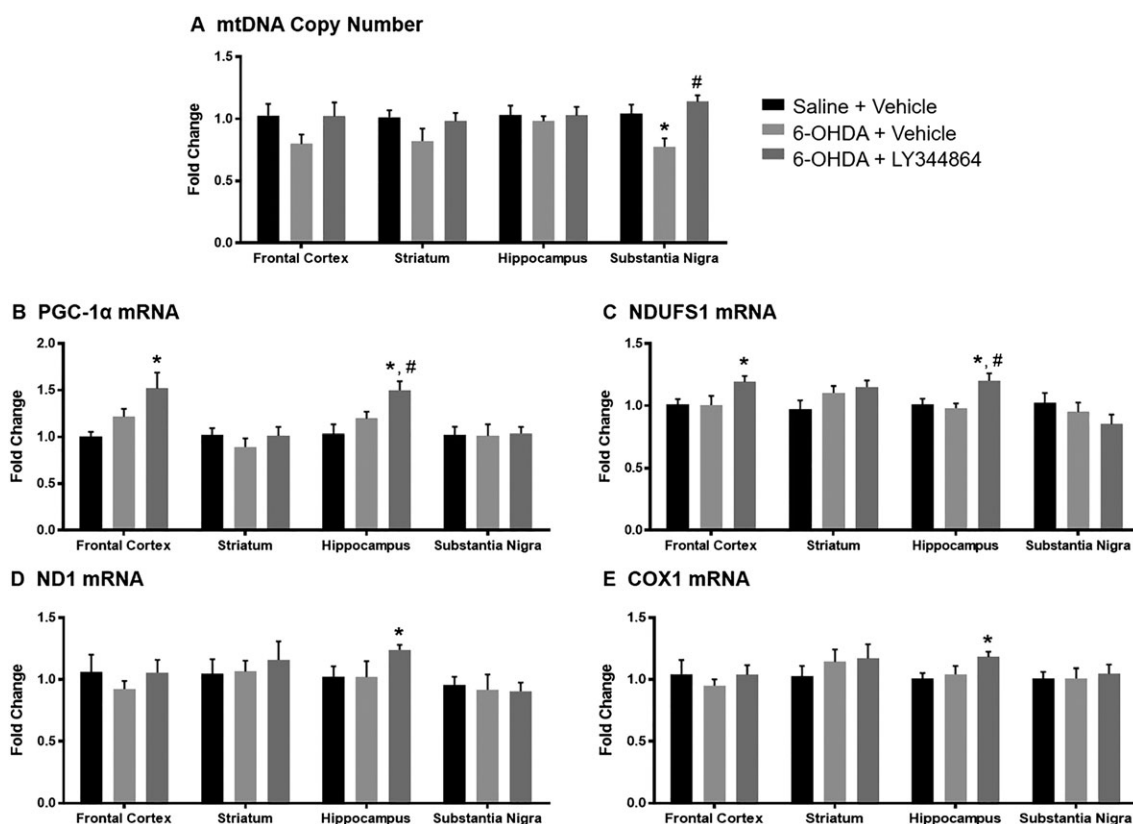 A mtDNA Copy Number
Fold Change
1.5
1.0
0.5
0.0
#
*
Frontal Cortex Striatum Hippocampus Substantia Nigra
Saline + Vehicle
6-OHDA + Vehicle
6-OHDA + LY344864
B PGC-1α mRNA
Fold Change
2.0
1.5
1.0
0.5
0.0
*
*, #
Frontal Cortex Striatum Hippocampus Substantia Nigra
C NDUFS1 mRNA
Fold Change
1.5
1.0
0.5
0.0
*
*, #
Frontal Cortex Striatum Hippocampus Substantia Nigra
D ND1 mRNA
Fold Change
1.5
1.0
0.5
0.0
*
Frontal Cortex Striatum Hippocampus Substantia Nigra
E COX1 mRNA
Fold Change
1.5
1.0
0.5
0.0
*
Frontal Cortex Striatum Hippocampus Substantia Nigra